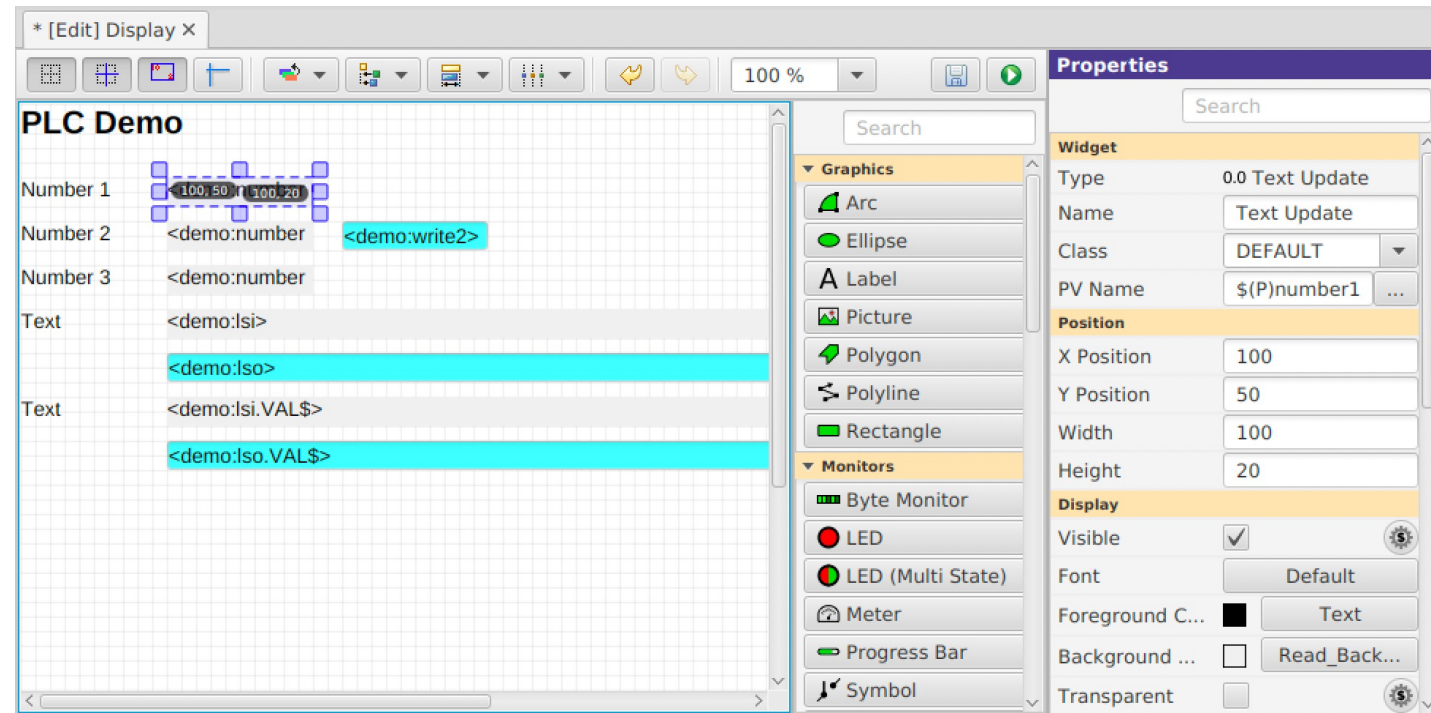 * [Edit] Display ×
100 %
PLC Demo
Number 1
100, 50
100, 20
Number 2 <demo:number <demo:write2>
Number 3 <demo:number
Text <demo:lsi>
<demo:lso>
Text <demo:lsi.VAL$>
<demo:lso.VAL$>
Search
Graphics
Arc
Ellipse
A Label
Picture
Polygon
Polyline
Rectangle
Monitors
Byte Monitor
LED
LED (Multi State)
Meter
Progress Bar
Symbol
Properties
Search
Widget
Type 0.0 Text Update
Name Text Update
Class DEFAULT
PV Name $(P)number1 ...
Position
X Position 100
Y Position 50
Width 100
Height 20
Display
Visible
Font Default
Foreground C... Text
Background ... Read_Back...
Transparent